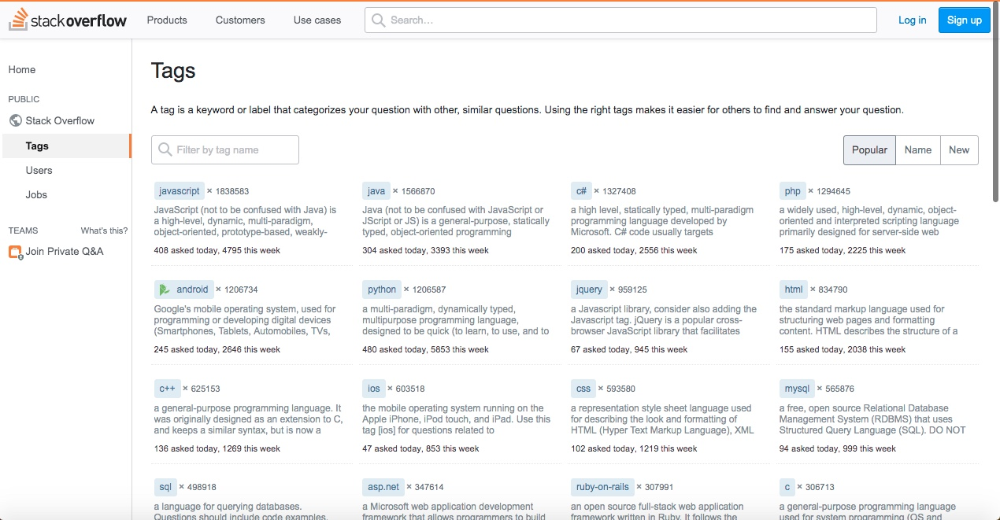 stackoverflow Products Customers Use cases Search... Log in Sign up
Home
PUBLIC
Stack Overflow
Tags
Users
Jobs
TEAMS What's this?
Join Private Q&A
Tags
A tag is a keyword or label that categorizes your question with other, similar questions. Using the right tags makes it easier for others to find and answer your question.
Filter by tag name
Popular Name New
javascript × 1838583
JavaScript (not to be confused with Java) is
a high-level, dynamic, multi-paradigm,
object-oriented, prototype-based, weakly-
408 asked today, 4795 this week
java × 1566870
Java (not to be confused with JavaScript or
JScript or JS) is a general-purpose, statically
typed, object-oriented programming
304 asked today, 3393 this week
c# × 1327408
a high level, statically typed, multi-paradigm
programming language developed by
Microsoft. C# code usually targets
200 asked today, 2556 this week
php × 1294645
a widely used, high-level, dynamic, object-
oriented and interpreted scripting language
primarily designed for server-side web
175 asked today, 2225 this week
android × 1206734
Google's mobile operating system, used for
programming or developing digital devices
(Smartphones, Tablets, Automobiles, TVs,
245 asked today, 2646 this week
python × 1206587
a multi-paradigm, dynamically typed,
multipurpose programming language,
designed to be quick (to learn, to use, and to
480 asked today, 5853 this week
jquery × 959125
a Javascript library, consider also adding the
Javascript tag. jQuery is a popular cross-
browser JavaScript library that facilitates
67 asked today, 945 this week
html × 834790
the standard markup language used for
structuring web pages and formatting
content. HTML describes the structure of a
155 asked today, 2038 this week
c++ × 625153
a general-purpose programming language. It
was originally designed as an extension to C,
and keeps a similar syntax, but is now a
136 asked today, 1269 this week
ios × 603518
the mobile operating system running on the
Apple iPhone, iPod touch, and iPad. Use this
tag [ios] for questions related to
47 asked today, 853 this week
css × 593580
a representation style sheet language used
for describing the look and formatting of
HTML (Hyper Text Markup Language), XML
102 asked today, 1219 this week
mysql × 565876
a free, open source Relational Database
Management System (RDBMS) that uses
Structured Query Language (SQL). DO NOT
94 asked today, 999 this week
sql × 498918
a language for querying databases.
Questions should include code examples,
asp.net × 347614
a Microsoft web application development
framework that allows programmers to build
ruby-on-rails × 307991
an open source full-stack web application
framework written in Ruby. It follows the
c × 306713
a general-purpose programming language
used for system programming (OS and